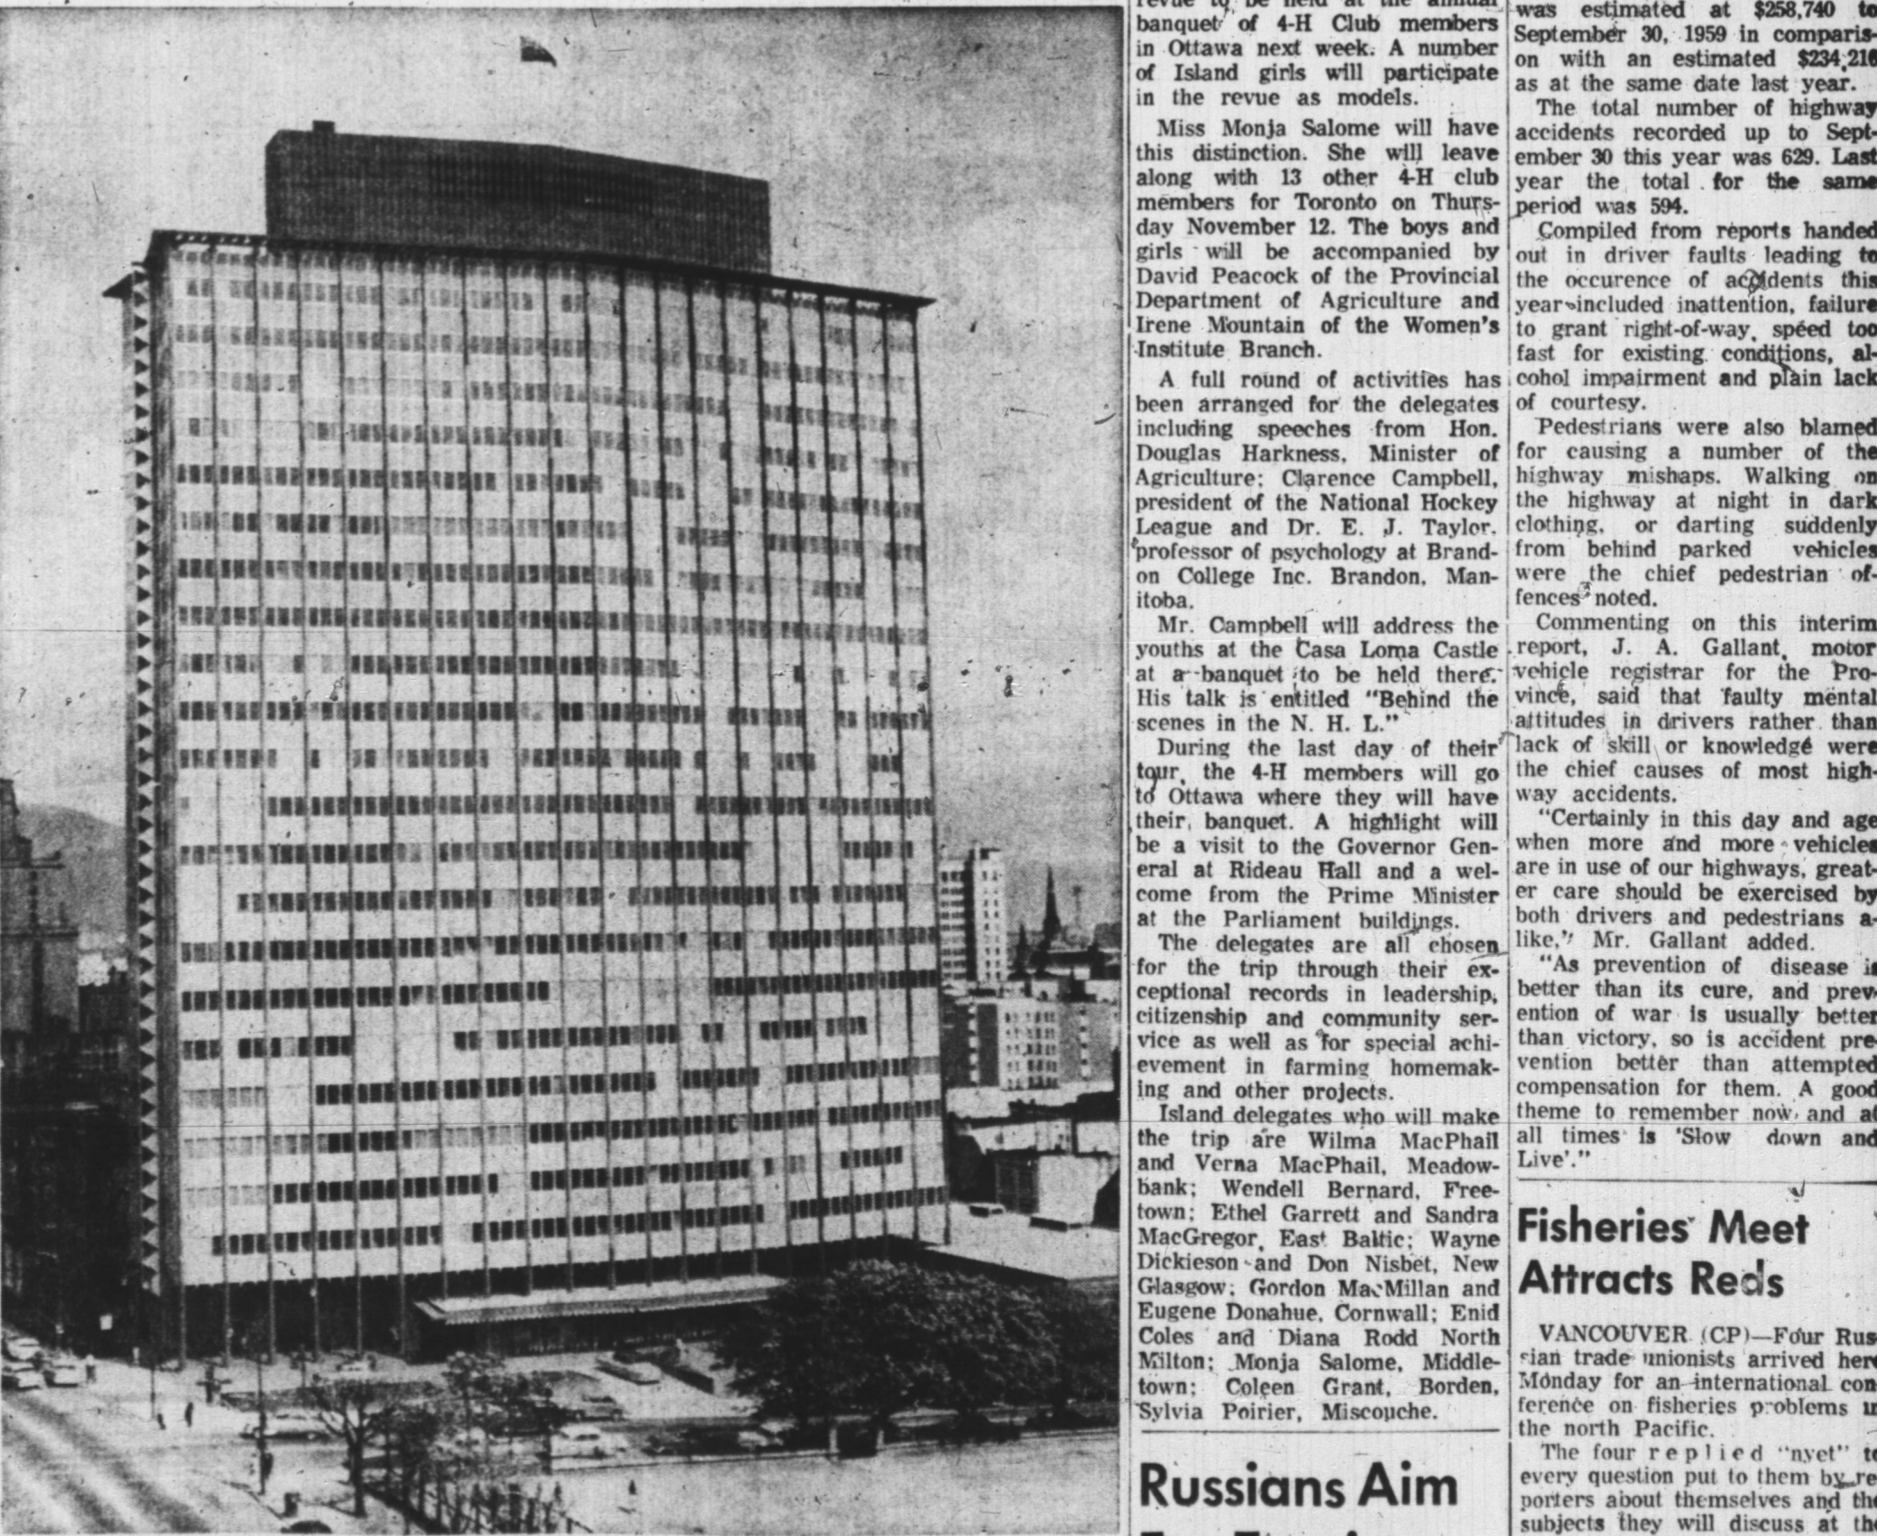 revue to be held at the annual
banquet of 4-H Club members
in Ottawa next week. A number
of Island girls will participate
in the revue as models.
Miss Monja Salome will have
this distinction. She will leave
along with 13 other 4-H club
members for Toronto on Thurs-
day November 12. The boys and
girls will be accompanied by
David Peacock of the Provincial
Department of Agriculture and
Irene Mountain of the Women's
Institute Branch.
A full round of activities has
been arranged for the delegates
including speeches from Hon.
Douglas Harkness, Minister of
Agriculture; Clarence Campbell,
president of the National Hockey
League and Dr. E. J. Taylor,
professor of psychology at Brand-
on College Inc. Brandon, Man-
itoba.
Mr. Campbell will address the
youths at the Casa Loma Castle
at a banquet to be held there.
His talk is entitled "Behind the
scenes in the N. H. L."
During the last day of their
tour, the 4-H members will go
to Ottawa where they will have
their banquet. A highlight will
be a visit to the Governor Gen-
eral at Rideau Hall and a wel-
come from the Prime Minister
at the Parliament buildings.
The delegates are all chosen
for the trip through their ex-
ceptional records in leadership,
citizenship and community ser-
vice as well as for special achi-
evement in farming homemak-
ing and other projects.
Island delegates who will make
the trip are Wilma MacPhail
and Verna MacPhail, Meadow-
bank; Wendell Bernard, Free-
town; Ethel Garrett and Sandra
MacGregor, East Baltic; Wayne
Dickieson and Don Nisbet, New
Glasgow; Gordon MacMillan and
Eugene Donahue, Cornwall; Enid
Coles and Diana Rodd North
Milton; Monja Salome, Middle-
town; Coleen Grant, Borden,
Sylvia Poirier, Miscouche.
Russians Aim
was estimated at $258,740 to
September 30, 1959 in comparis-
on with an estimated $234,216
as at the same date last year.
The total number of highway
accidents recorded up to Sept-
ember 30 this year was 629. Last
year the total for the same
period was 594.
Compiled from reports handed
out in driver faults leading to
the occurence of accidents this
year included inattention, failure
to grant right-of-way, speed too
fast for existing conditions, al-
cohol impairment and plain lack
of courtesy.
Pedestrians were also blamed
for causing a number of the
highway mishaps. Walking on
the highway at night in dark
clothing, or darting suddenly
from behind parked vehicles
were the chief pedestrian of-
fences noted.
Commenting on this interim
report, J. A. Gallant, motor
vehicle registrar for the Pro-
vince, said that faulty mental
attitudes in drivers rather than
lack of skill or knowledge were
the chief causes of most high-
way accidents.
"Certainly in this day and age
when more and more vehicles
are in use of our highways, great-
er care should be exercised by
both drivers and pedestrians a-
like," Mr. Gallant added.
"As prevention of disease is
better than its cure, and prev-
ention of war is usually better
than victory, so is accident pre-
vention better than attempted
compensation for them. A good
theme to remember now and at
all times is 'Slow down and
Live'."
Fisheries Meet
Attracts Reds
VANCOUVER (CP)—Four Rus-
sian trade unionists arrived here
Monday for an international con-
ference on fisheries problems in
the north Pacific.
The four replied "nyet" to
every question put to them by re-
porters about themselves and the
subjects they will discuss at the